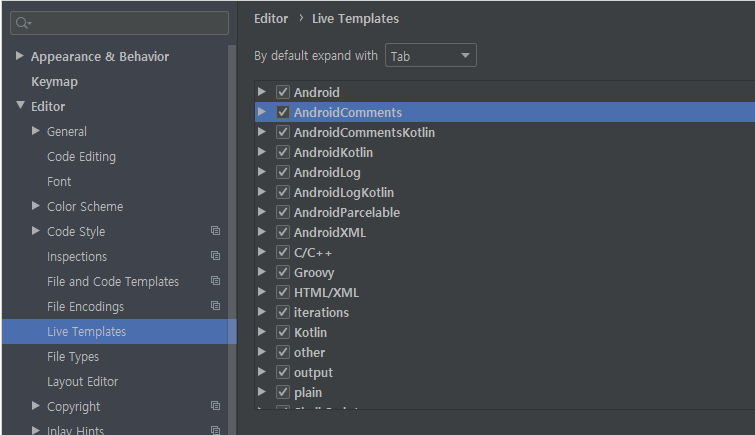 Appearance & Behavior
Keymap
Editor
General
Code Editing
Font
Color Scheme
Code Style
Inspections
File and Code Templates
File Encodings
Live Templates
File Types
Layout Editor
Copyright
Inlay Hints
Editor › Live Templates
By default expand with Tab
Android
AndroidComments
AndroidCommentsKotlin
AndroidKotlin
AndroidLog
AndroidLogKotlin
AndroidParcelable
AndroidXML
C/C++
Groovy
HTML/XML
iterations
Kotlin
other
output
plain